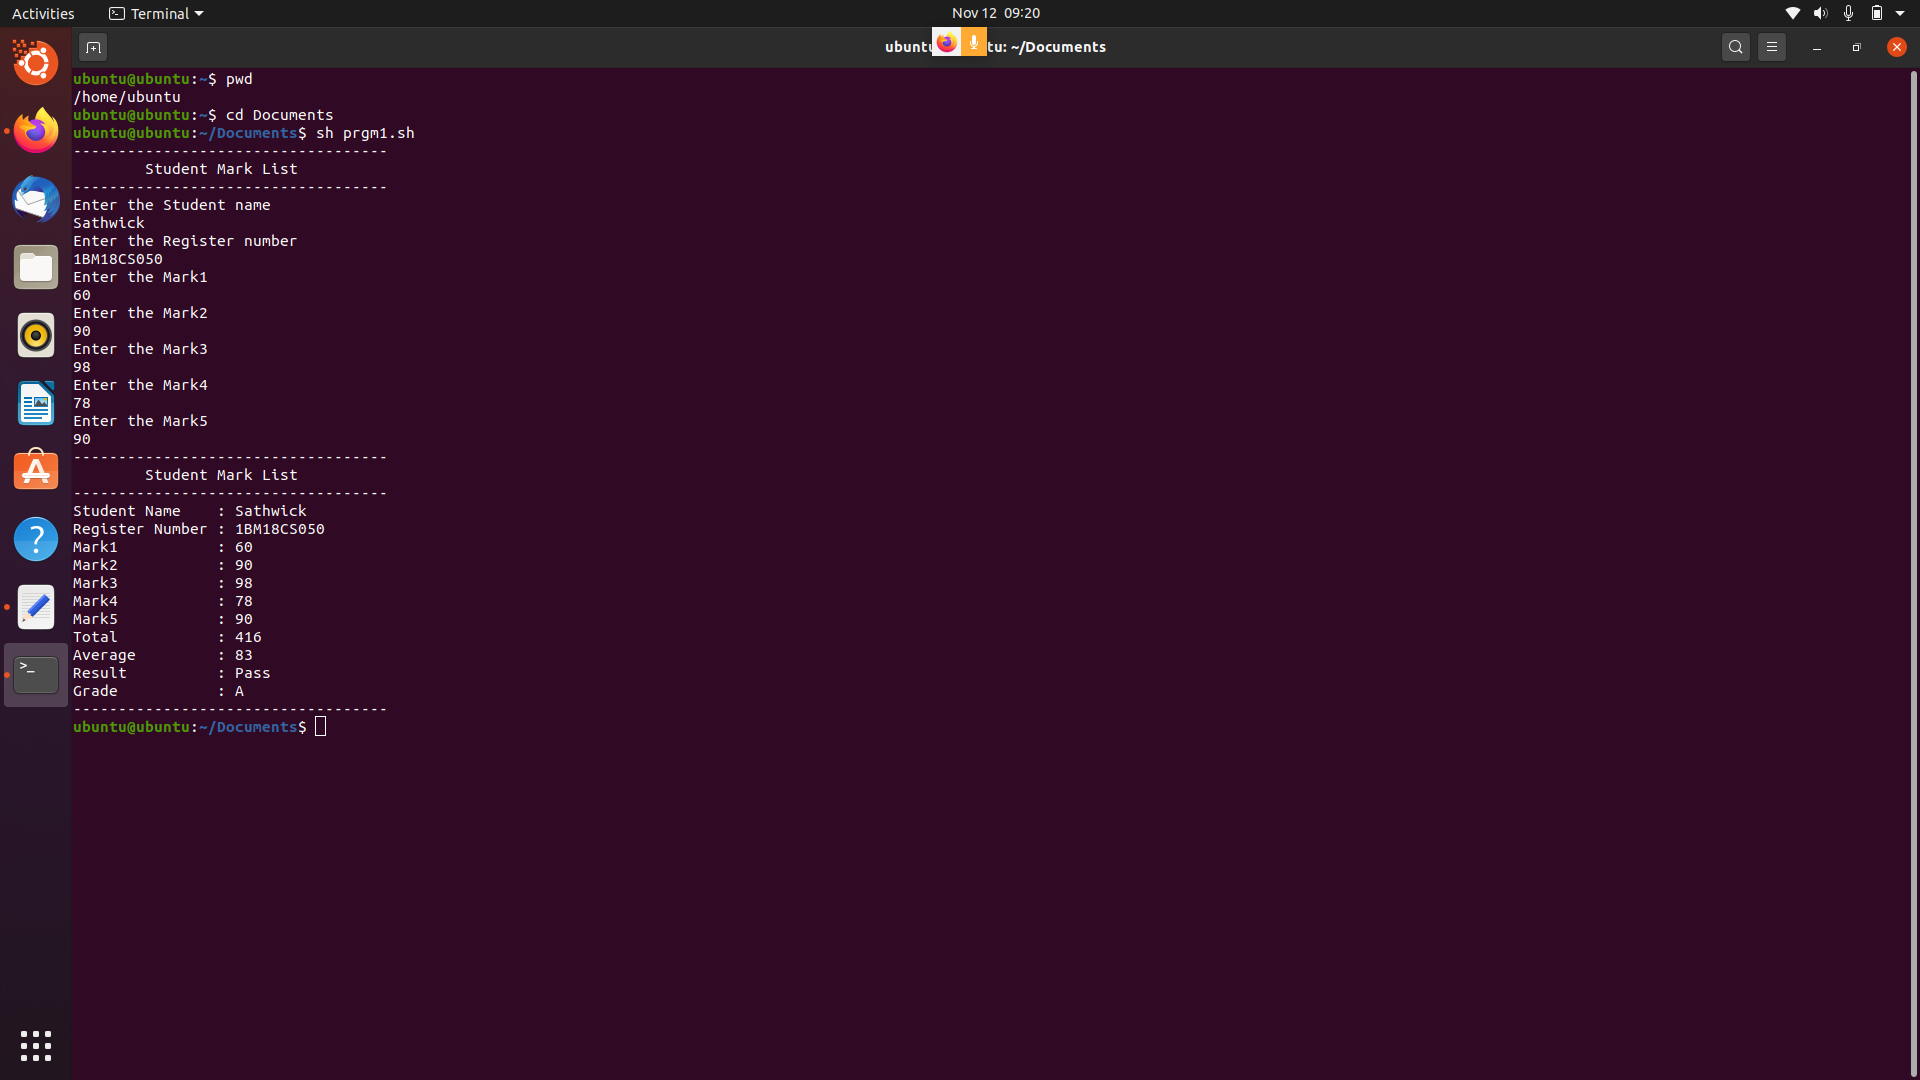 Activities Terminal Nov 12 09:20
ubuntu: ~/Documents
ubuntu@ubuntu:~$ pwd
/home/ubuntu
ubuntu@ubuntu:~$ cd Documents
ubuntu@ubuntu:~/Documents$ sh prgm1.sh
-----------------------------------
Student Mark List
-----------------------------------
Enter the Student name
Sathwick
Enter the Register number
1BM18CS050
Enter the Mark1
60
Enter the Mark2
90
Enter the Mark3
98
Enter the Mark4
78
Enter the Mark5
90
-----------------------------------
Student Mark List
-----------------------------------
Student Name : Sathwick
Register Number : 1BM18CS050
Mark1 : 60
Mark2 : 90
Mark3 : 98
Mark4 : 78
Mark5 : 90
Total : 416
Average : 83
Result : Pass
Grade : A
-----------------------------------
ubuntu@ubuntu:~/Documents$